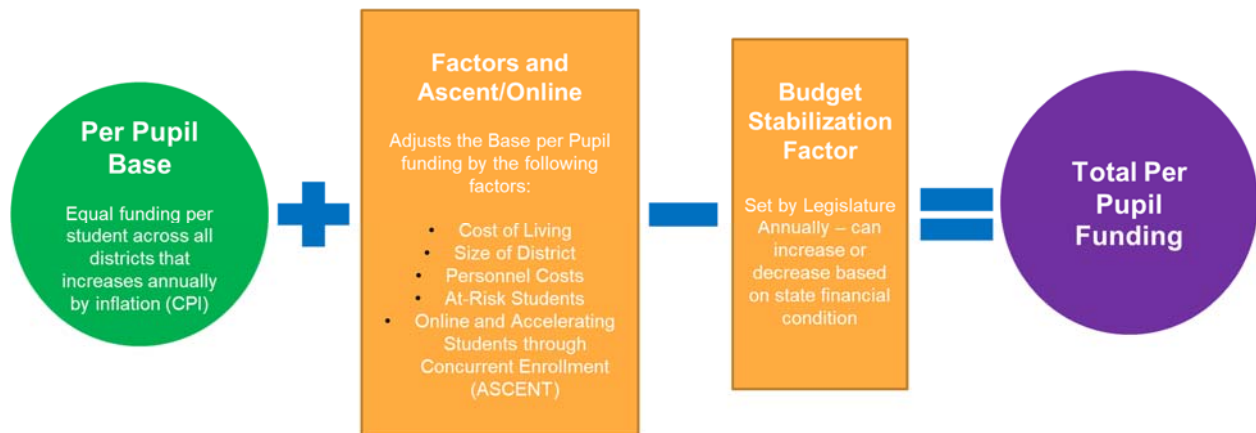 Per Pupil
Base
Equal funding per
student across all
districts that
increases annually
by inflation (CPI)
Factors and
Ascent/Online
Adjusts the Base per Pupil
funding by the following
factors:
• Cost of Living
• Size of District
• Personnel Costs
• At-Risk Students
• Online and Accelerating
Students through
Concurrent Enrollment
(ASCENT)
Budget
Stabilization
Factor
Set by Legislature
Annually – can
increase or
decrease based
on state financial
condition
Total Per
Pupil
Funding